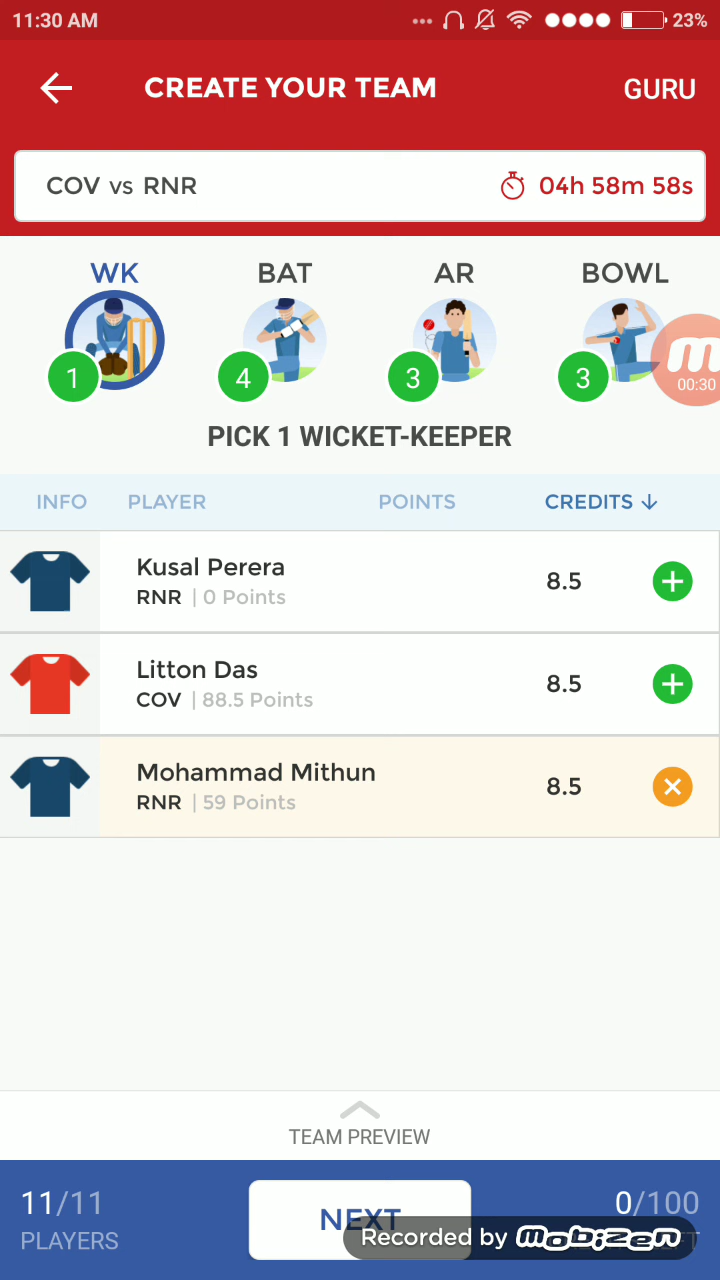 11:30 AM
23%
CREATE YOUR TEAM
GURU
COV vs RNR
04h 58m 58s
WK
BAT
AR
BOWL
1
4
3
3
m
00:30
PICK 1 WICKET-KEEPER
INFO
PLAYER
POINTS
CREDITS
Kusal Perera
8.5
RNR | 0 Points
Litton Das
8.5
COV | 88.5 Points
Mohammad Mithun
8.5
RNR | 59 Points
TEAM PREVIEW
11/11
PLAYERS
NEXT
0/100
Recorded by mobizen